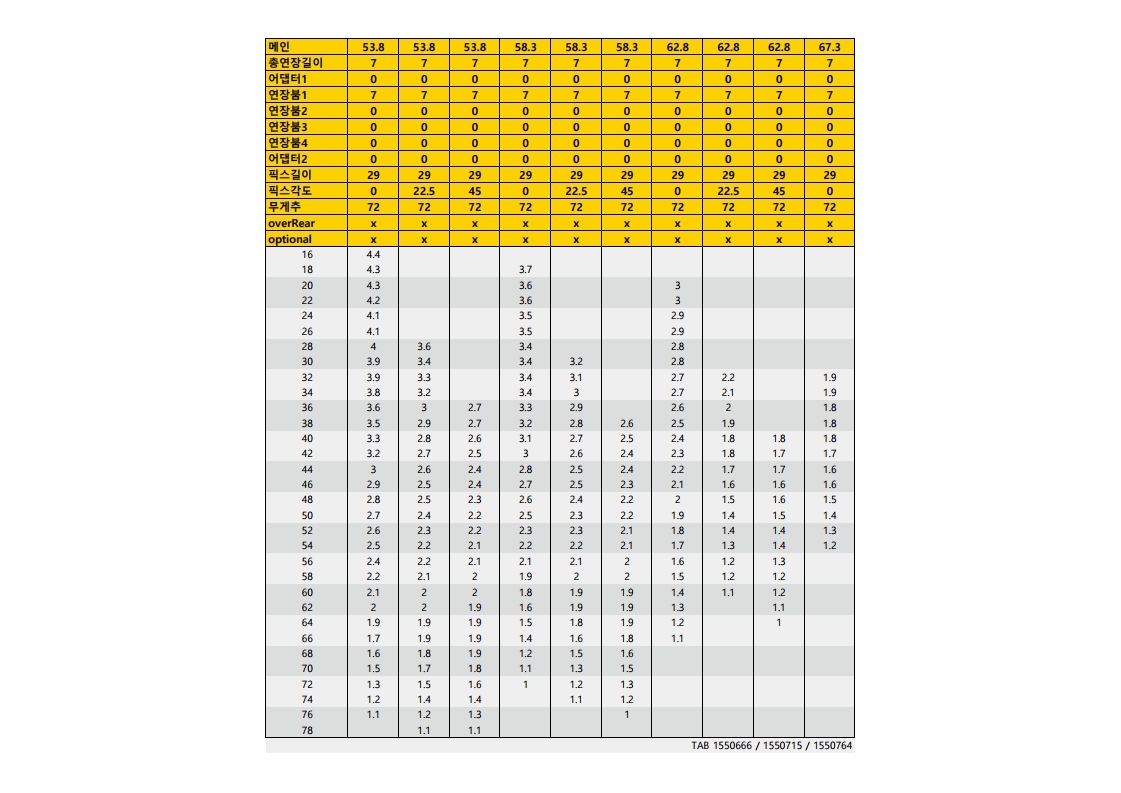 메인 53.8 53.8 53.8 58.3 58.3 58.3 62.8 62.8 62.8 67.3
총연장길이 7 7 7 7 7 7 7 7 7 7
어댑터1 0 0 0 0 0 0 0 0 0 0
연장붐1 7 7 7 7 7 7 7 7 7 7
연장붐2 0 0 0 0 0 0 0 0 0 0
연장붐3 0 0 0 0 0 0 0 0 0 0
연장붐4 0 0 0 0 0 0 0 0 0 0
어댑터2 0 0 0 0 0 0 0 0 0 0
픽스길이 29 29 29 29 29 29 29 29 29 29
픽스각도 0 22.5 45 0 22.5 45 0 22.5 45 0
무게추 72 72 72 72 72 72 72 72 72 72
overRear x x x x x x x x x x
optional x x x x x x x x x x
16 4.4
18 4.3 3.7
20 4.3 3.6 3
22 4.2 3.6 3
24 4.1 3.5 2.9
26 4.1 3.5 2.9
28 4 3.6 3.4 2.8
30 3.9 3.4 3.4 3.2 2.8
32 3.9 3.3 3.4 3.1 2.7 2.2 1.9
34 3.8 3.2 3.4 3 2.7 2.1 1.9
36 3.6 3 2.7 3.3 2.9 2.6 2 1.8
38 3.5 2.9 2.7 3.2 2.8 2.6 2.5 1.9 1.8
40 3.3 2.8 2.6 3.1 2.7 2.5 2.4 1.8 1.8 1.8
42 3.2 2.7 2.5 3 2.6 2.4 2.3 1.8 1.7 1.7
44 3 2.6 2.4 2.8 2.5 2.4 2.2 1.7 1.7 1.6
46 2.9 2.5 2.4 2.7 2.5 2.3 2.1 1.6 1.6 1.6
48 2.8 2.5 2.3 2.6 2.4 2.2 2 1.5 1.6 1.5
50 2.7 2.4 2.2 2.5 2.3 2.2 1.9 1.4 1.5 1.4
52 2.6 2.3 2.2 2.3 2.3 2.1 1.8 1.4 1.4 1.3
54 2.5 2.2 2.1 2.2 2.2 2.1 1.7 1.3 1.4 1.2
56 2.4 2.2 2.1 2.1 2.1 2 1.6 1.2 1.3
58 2.2 2.1 2 1.9 2 2 1.5 1.2 1.2
60 2.1 2 2 1.8 1.9 1.9 1.4 1.1 1.2
62 2 2 1.9 1.6 1.9 1.9 1.3 1.1
64 1.9 1.9 1.9 1.5 1.8 1.9 1.2 1
66 1.7 1.9 1.9 1.4 1.6 1.8 1.1
68 1.6 1.8 1.9 1.2 1.5 1.6
70 1.5 1.7 1.8 1.1 1.3 1.5
72 1.3 1.5 1.6 1 1.2 1.3
74 1.2 1.4 1.4 1.1 1.2
76 1.1 1.2 1.3 1
78 1.1 1.1
TAB 1550666 / 1550715 / 1550764